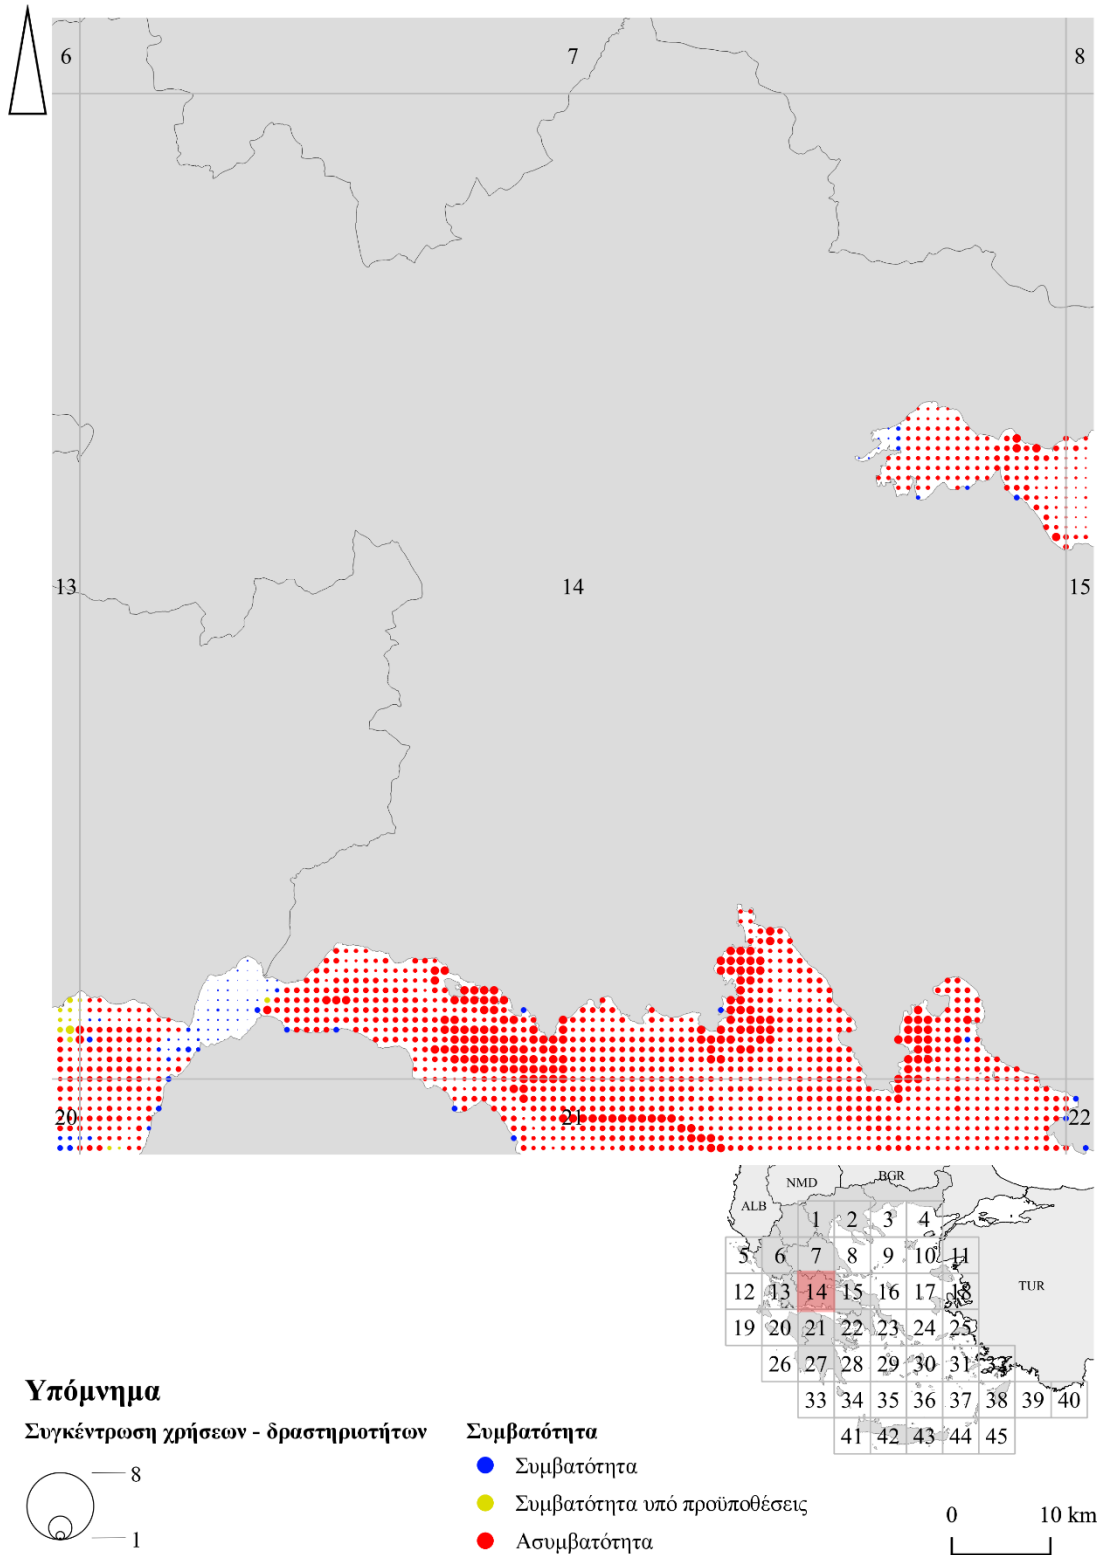 6 7 8
13 14 15
20 21 22
NMD BGR
ALB
1 2 3 4
5 6 7 8 9 10 11
TUR
12 13 14 15 16 17 18
19 20 21 22 23 24 25
26 27 28 29 30 31 32
33 34 35 36 37 38 39 40
41 42 43 44 45
Υπόμνημα
Συγκέντρωση χρήσεων - δραστηριοτήτων
8
1
Συμβατότητα
Συμβατότητα
Συμβατότητα υπό προϋποθέσεις
Ασυμβατότητα
0 10 km